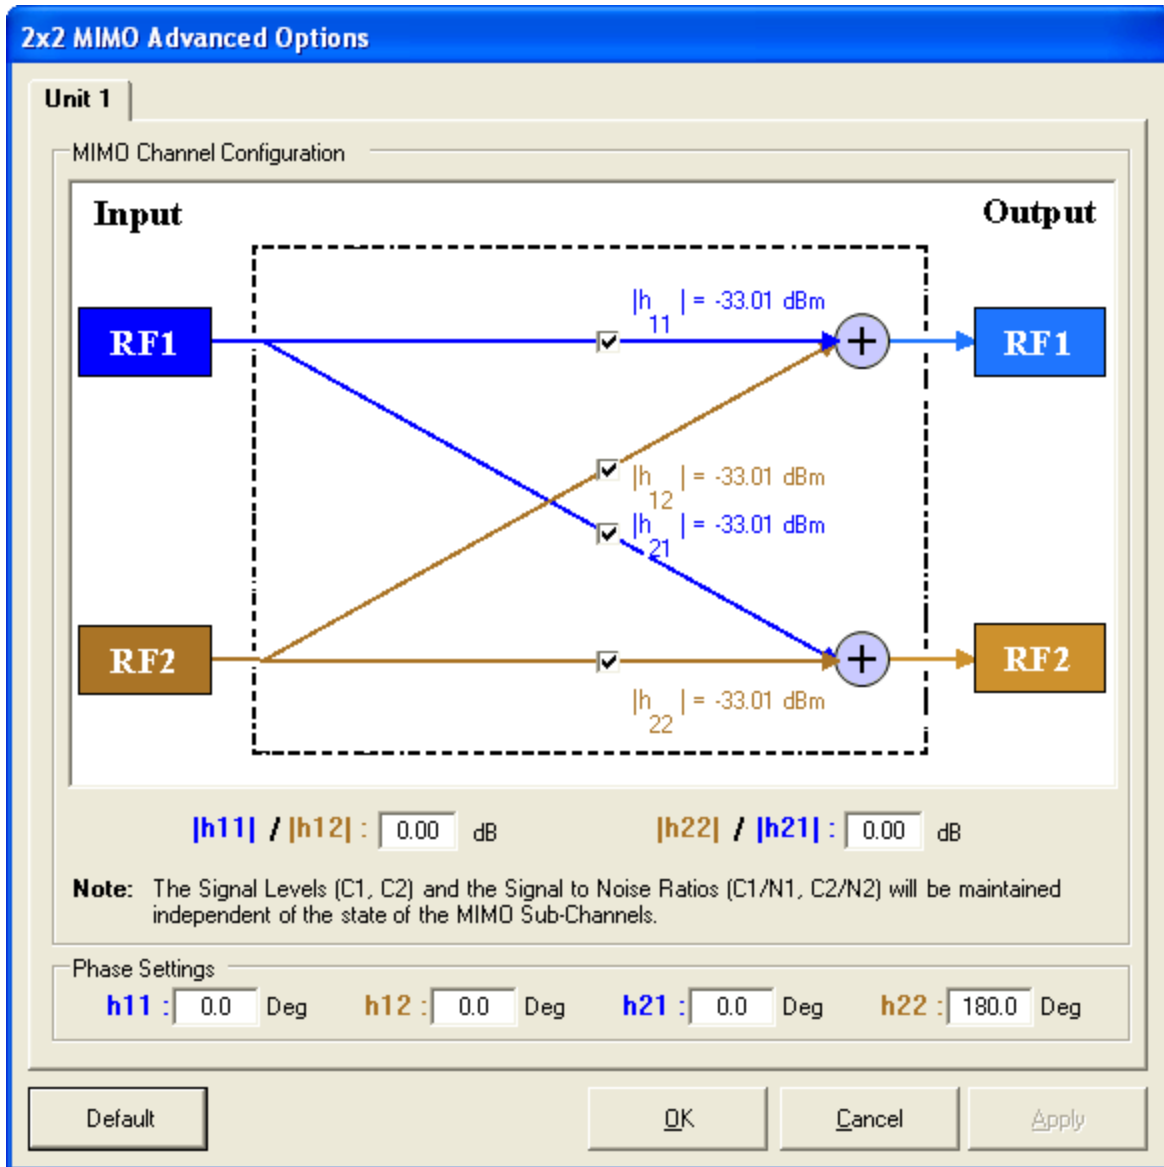 2x2 MIMO Advanced Options
Unit 1
MIMO Channel Configuration
Input
Output
|h11| = -33.01 dBm
RF1
+
RF1
|h12| = -33.01 dBm
|h21| = -33.01 dBm
RF2
+
RF2
|h22| = -33.01 dBm
|h11| / |h12| : 0.00 dB
|h22| / |h21| : 0.00 dB
Note: The Signal Levels (C1, C2) and the Signal to Noise Ratios (C1/N1, C2/N2) will be maintained
independent of the state of the MIMO Sub-Channels.
Phase Settings
h11 : 0.0 Deg h12 : 0.0 Deg h21 : 0.0 Deg h22 : 180.0 Deg
Default OK Cancel Apply